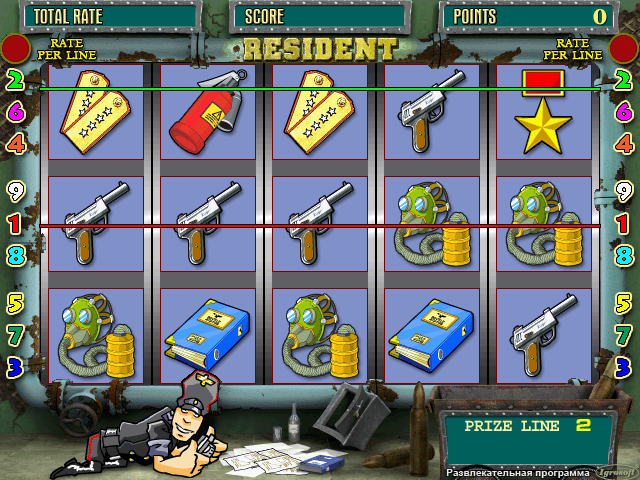 TOTAL RATE
SCORE
POINTS 0
RATE PER LINE
RESIDENT
RATE PER LINE
2 2
6 6
4 4
9 9
1 1
8 8
5 5
7 7
3 3
PRIZE LINE 2
Развлекательная программа Igrosoft